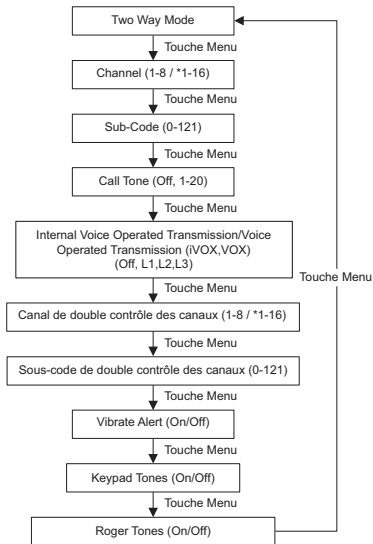 Two Way Mode
Touche Menu
Channel (1-8 / *1-16)
Touche Menu
Sub-Code (0-121)
Touche Menu
Call Tone (Off, 1-20)
Touche Menu
Internal Voice Operated Transmission/Voice
Operated Transmission (iVOX,VOX)
(Off, L1,L2,L3)
Touche Menu
Touche Menu
Canal de double contrôle des canaux (1-8 / *1-16)
Touche Menu
Sous-code de double contrôle des canaux (0-121)
Touche Menu
Vibrate Alert (On/Off)
Touche Menu
Keypad Tones (On/Off)
Touche Menu
Roger Tones (On/Off)